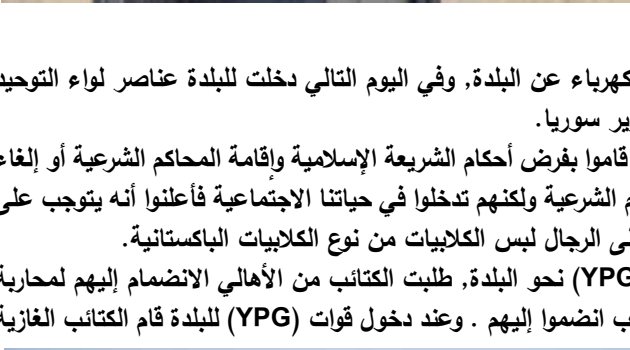 كهرباء عن البلدة, وفي اليوم التالي دخلت للبلدة عناصر لواء التوحيد
ير سوريا.
قاموا بفرض أحكام الشريعة الإسلامية وإقامة المحاكم الشرعية أو إلغاء
م الشرعية ولكنهم تدخلوا في حياتنا الاجتماعية فأعلنوا أنه يتوجب على
ى الرجال لبس الكلابيات من نوع الكلابيات الباكستانية.
YPG) نحو البلدة, طلبت الكتائب من الأهالي الانضمام إليهم لمحاربة
ب انضموا إليهم . وعند دخول قوات (YPG) للبلدة قام الكتائب الغازية